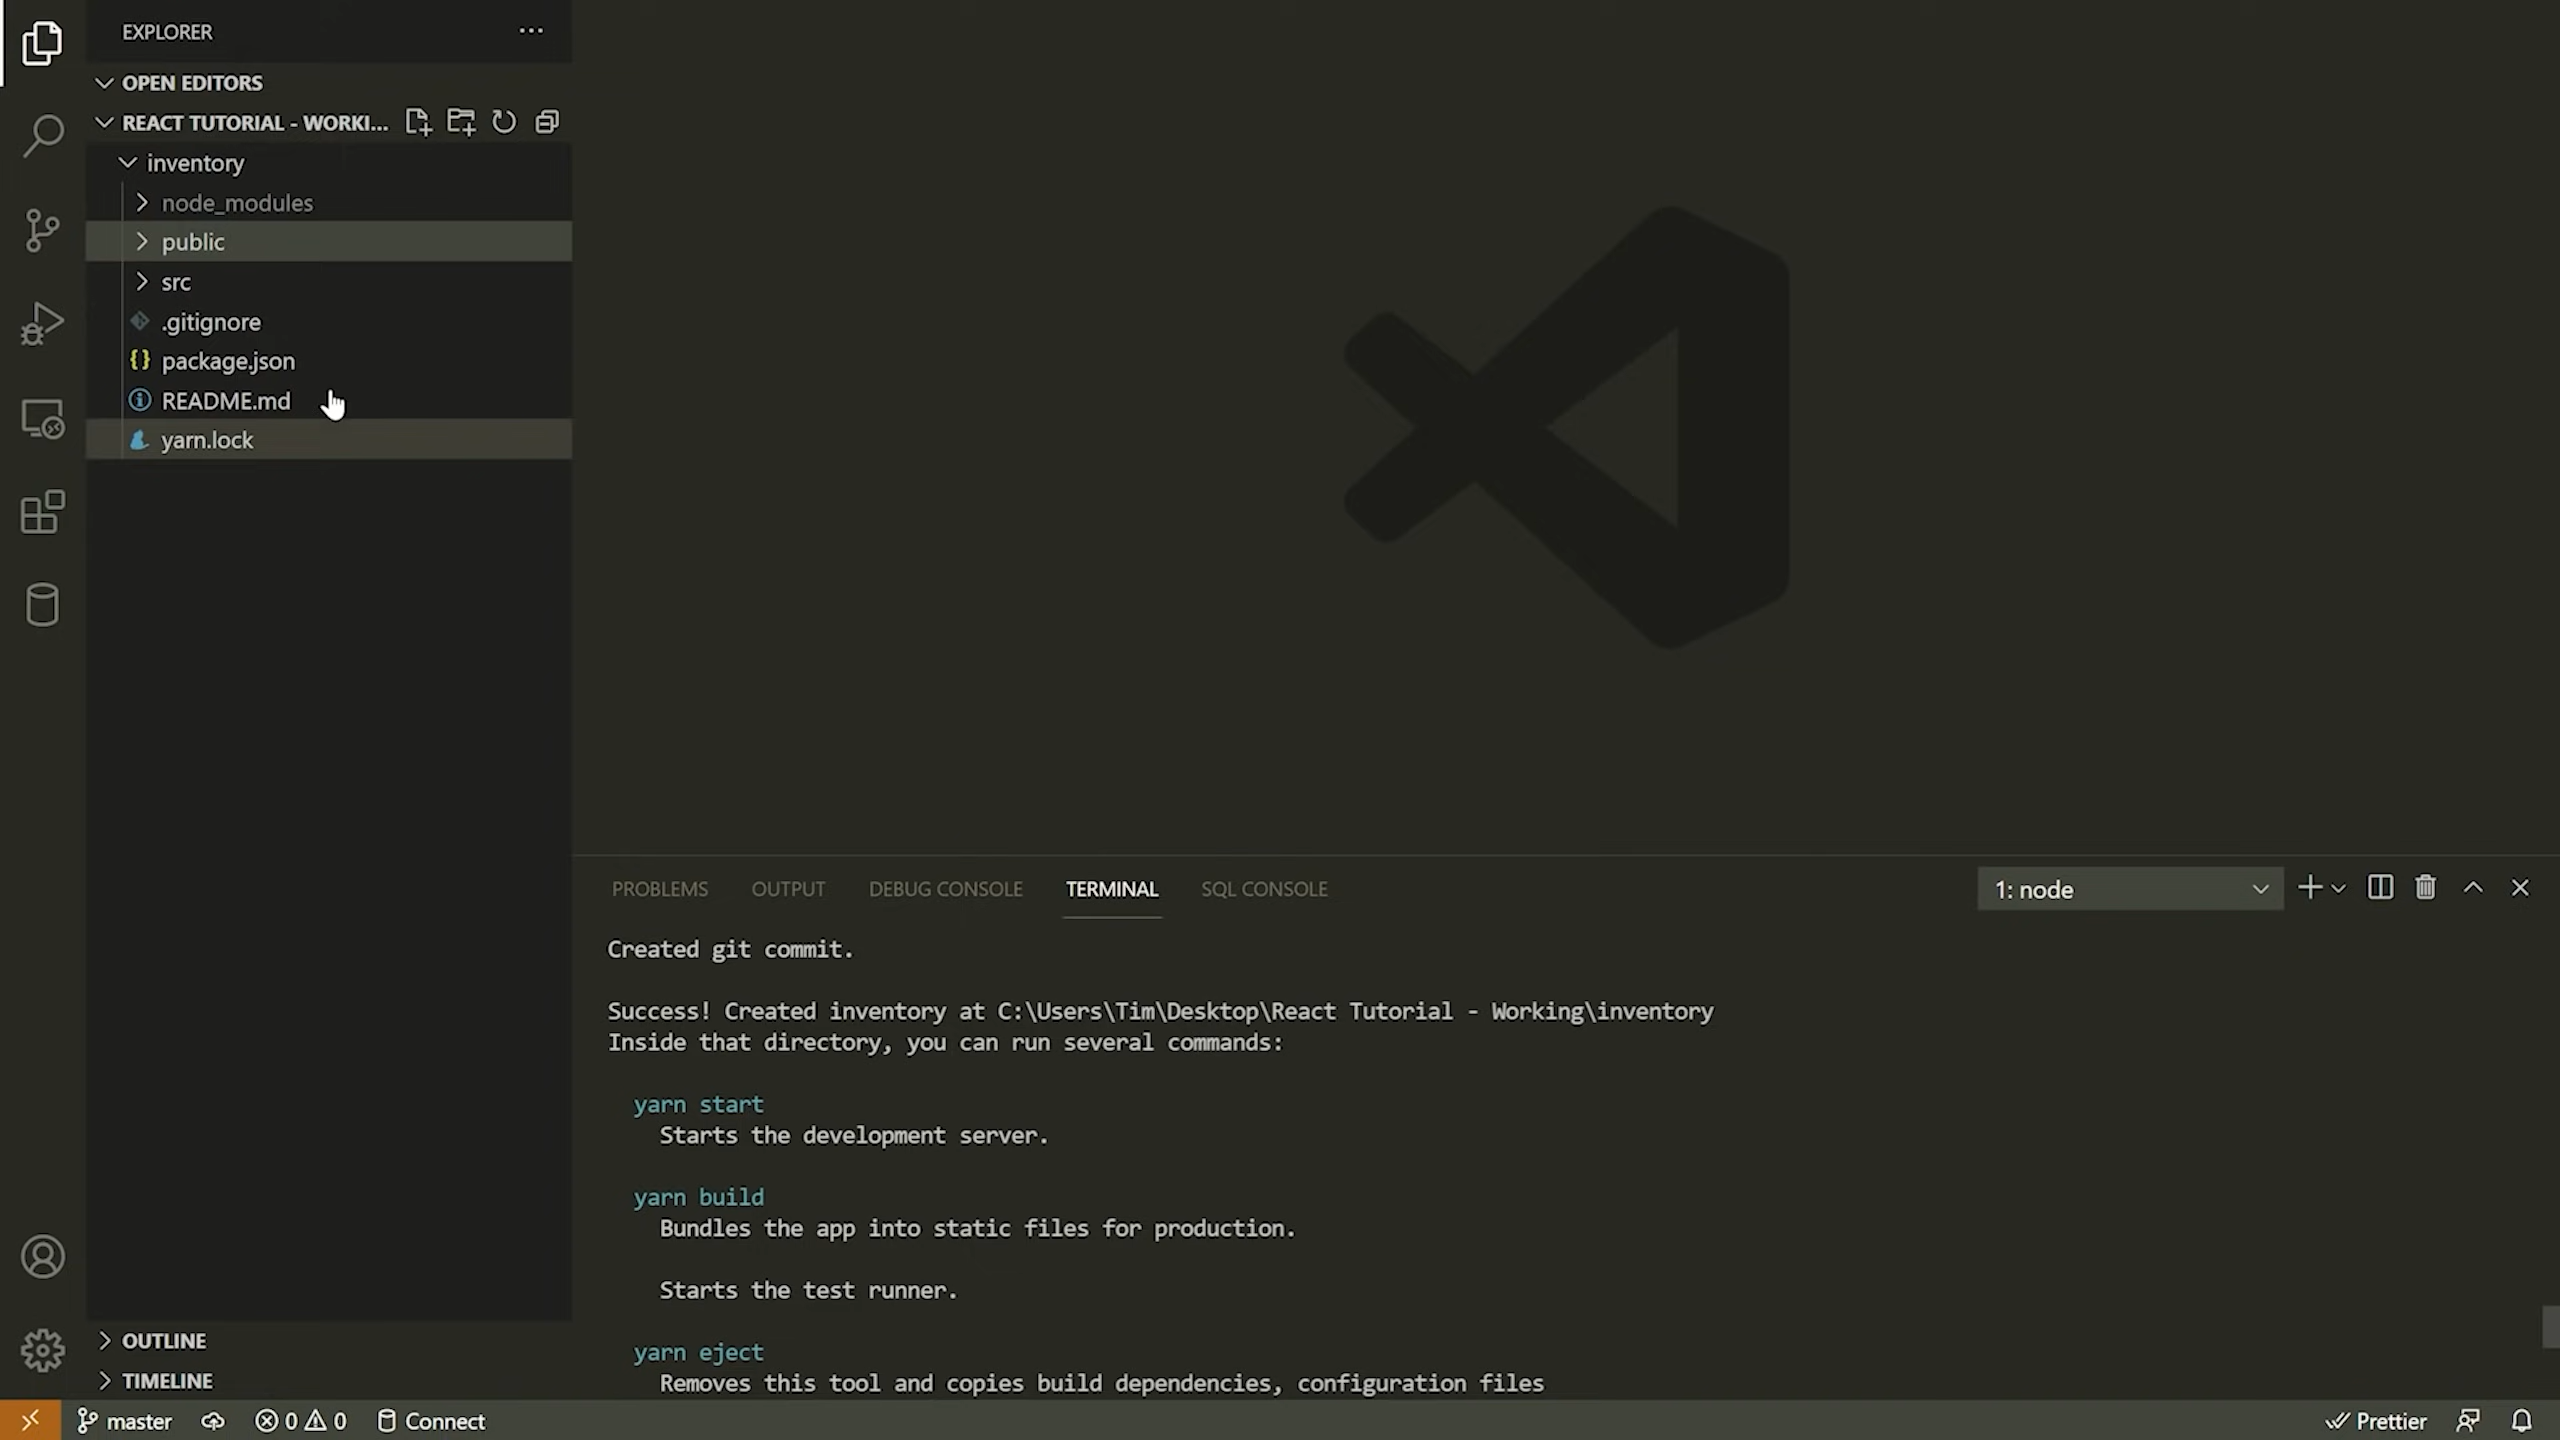 EXPLORER
OPEN EDITORS
REACT TUTORIAL - WORKI...
inventory
node_modules
public
src
.gitignore
package.json
README.md
yarn.lock
OUTLINE
TIMELINE
PROBLEMS OUTPUT DEBUG CONSOLE TERMINAL SQL CONSOLE 1: node
Created git commit.
Success! Created inventory at C:\Users\Tim\Desktop\React Tutorial - Working\inventory
Inside that directory, you can run several commands:
yarn start
Starts the development server.
yarn build
Bundles the app into static files for production.
Starts the test runner.
yarn eject
Removes this tool and copies build dependencies, configuration files
master 0 0 Connect Prettier